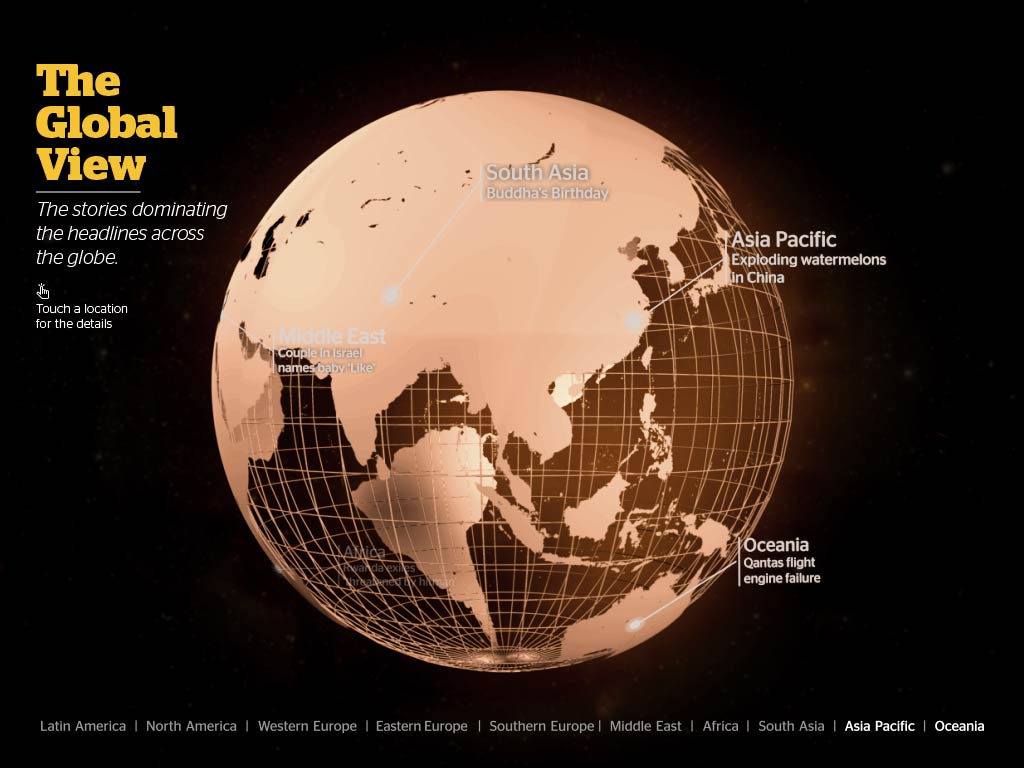 The
Global
View
The stories dominating
the headlines across
the globe.
Touch a location
for the details
South Asia
Buddha's Birthday
Asia Pacific
Exploding watermelons
in China
Middle East
Couple in Israel
names baby 'Like'
Africa
Rwanda exiles
threatened by hitman
Oceania
Qantas flight
engine failure
Latin America | North America | Western Europe | Eastern Europe | Southern Europe | Middle East | Africa | South Asia | Asia Pacific | Oceania